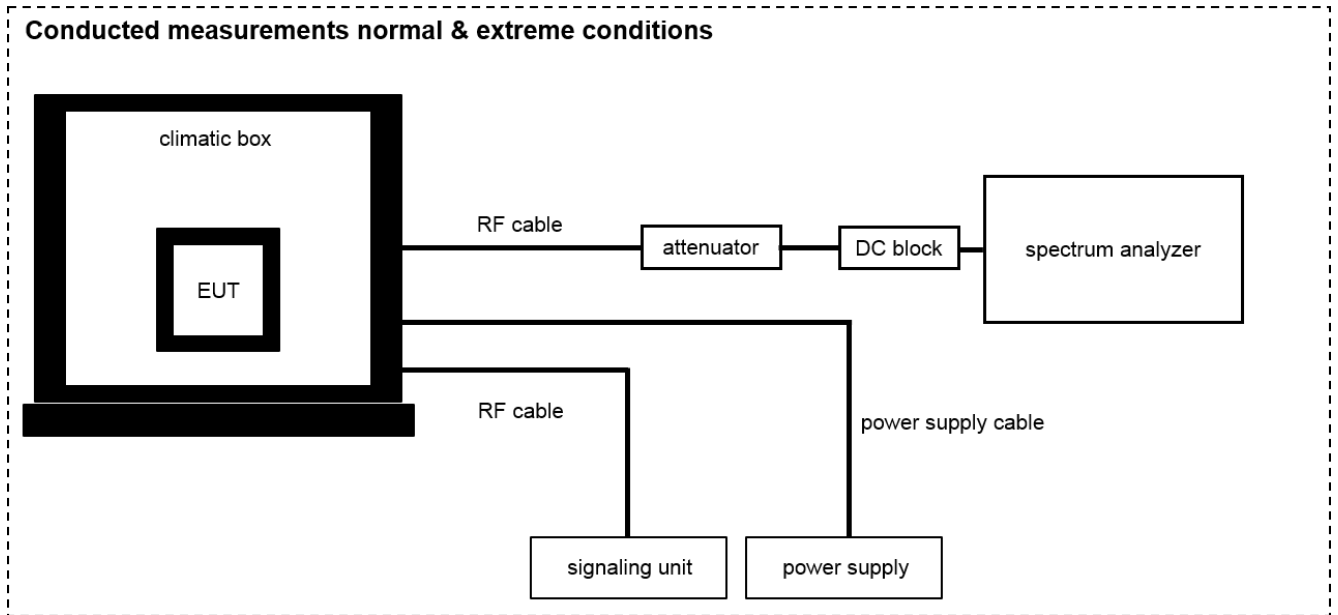 Conducted measurements normal & extreme conditions
climatic box
RF cable
attenuator
DC block
spectrum analyzer
EUT
RF cable
power supply cable
signaling unit
power supply